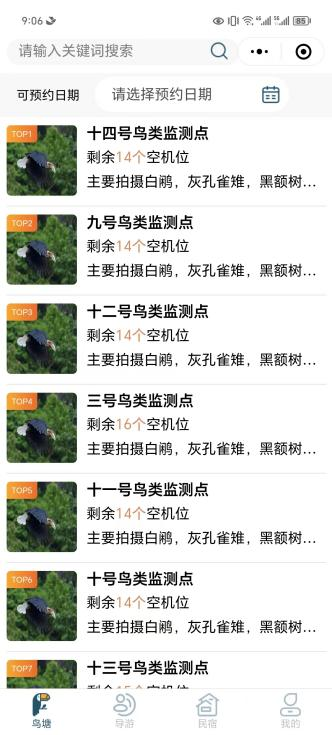 9:06
85
请输入关键词搜索
可预约日期
请选择预约日期
TOP1
十四号鸟类监测点
剩余14个空机位
主要拍摄白鹇，灰孔雀雉，黑额树...
TOP2
九号鸟类监测点
剩余14个空机位
主要拍摄白鹇，灰孔雀雉，黑额树...
TOP3
十二号鸟类监测点
剩余14个空机位
主要拍摄白鹇，灰孔雀雉，黑额树...
TOP4
三号鸟类监测点
剩余16个空机位
主要拍摄白鹇，灰孔雀雉，黑额树...
TOP5
十一号鸟类监测点
剩余14个空机位
主要拍摄白鹇，灰孔雀雉，黑额树...
TOP6
十号鸟类监测点
剩余14个空机位
主要拍摄白鹇，灰孔雀雉，黑额树...
TOP7
十三号鸟类监测点
鸟塘
导游
民宿
我的